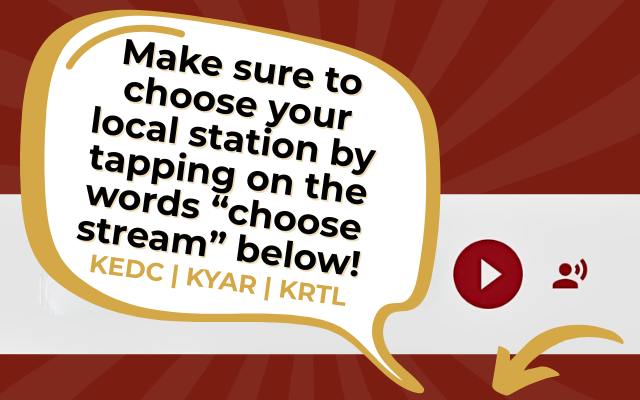 Make sure to
choose your
local station by
tapping on the
words “choose
stream” below!
KEDC | KYAR | KRTL